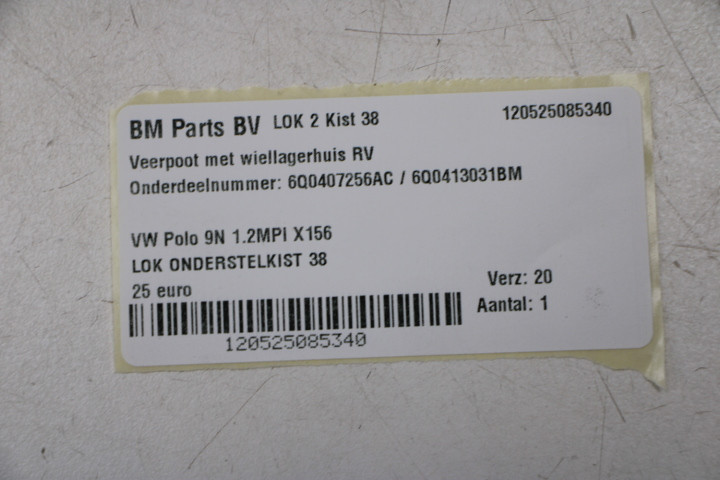 BM Parts BV LOK 2 Kist 38 120525085340
Veerpoot met wiellagerhuis RV
Onderdeelnummer: 6Q0407256AC / 6Q0413031BM
VW Polo 9N 1.2MPI X156
LOK ONDERSTELKIST 38
25 euro Verz: 20
Aantal: 1
120525085340